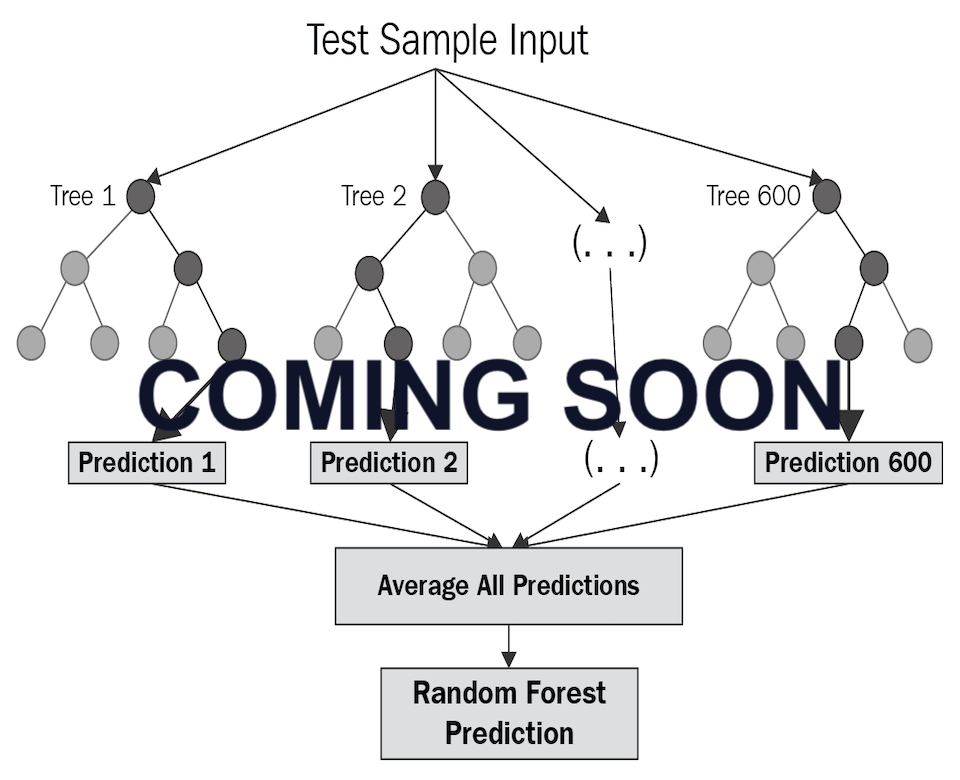 Test Sample Input
Tree 1
Tree 2
Tree 600
(. . .)
COMING SOON
Prediction 1
Prediction 2
(. . .)
Prediction 600
Average All Predictions
Random Forest
Prediction